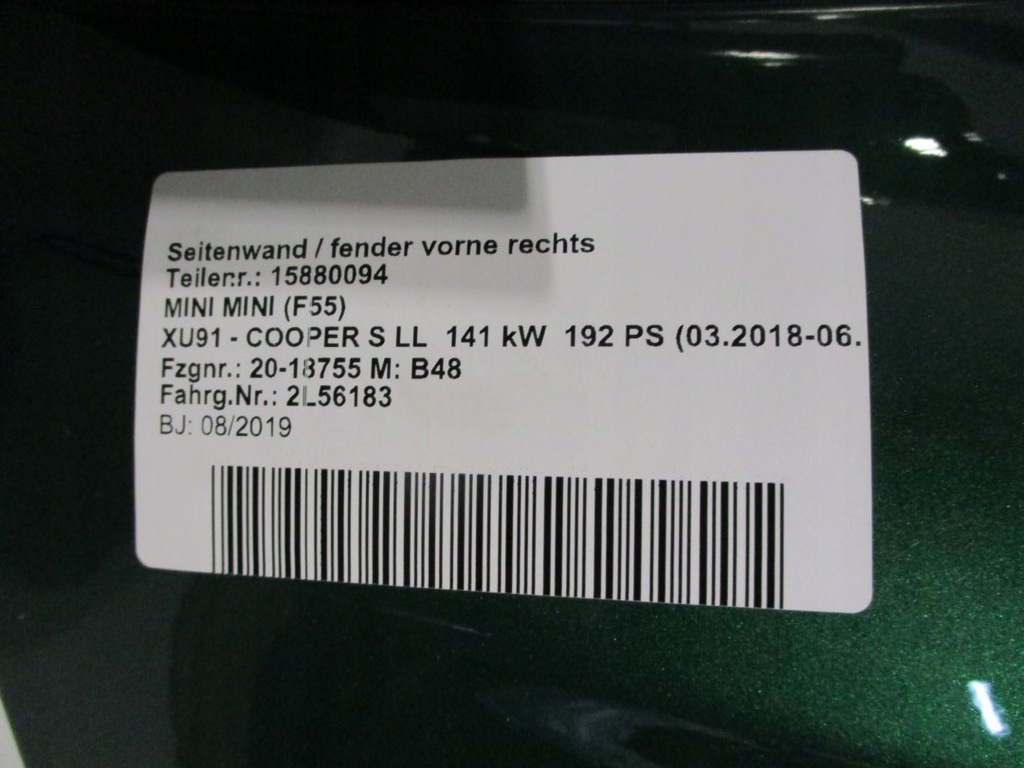 Seitenwand / fender vorne rechts
Teilenr.: 15880094
MINI MINI (F55)
XU91 - COOPER S LL 141 kW 192 PS (03.2018-06.
Fzgnr.: 20-18755 M: B48
Fahrg.Nr.: 2L56183
BJ: 08/2019